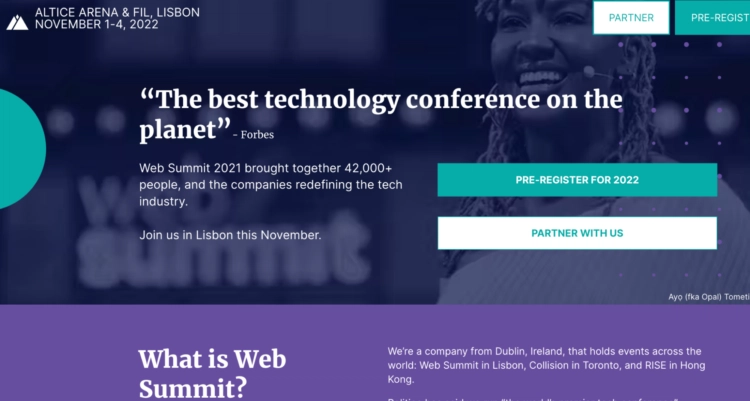 ALTICE ARENA & FIL, LISBON
NOVEMBER 1-4, 2022
PARTNER
PRE-REGIST
“The best technology conference on the
planet” - Forbes
Web Summit 2021 brought together 42,000+
people, and the companies redefining the tech
industry.
Join us in Lisbon this November.
PRE-REGISTER FOR 2022
PARTNER WITH US
web
summit
Ayọ (fka Opal) Tometi
What is Web
Summit?
We’re a company from Dublin, Ireland, that holds events across the
world: Web Summit in Lisbon, Collision in Toronto, and RISE in Hong
Kong.